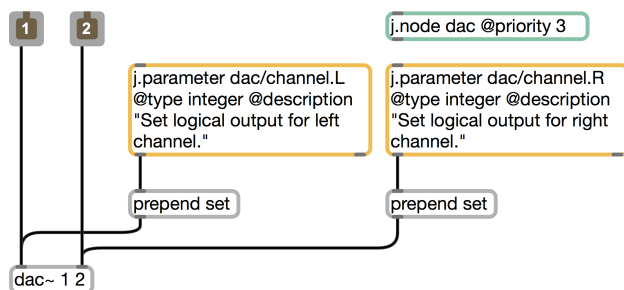 1
2
j.node dac @priority 3
j.parameter dac/channel.L
@type integer @description
"Set logical output for left
channel."
j.parameter dac/channel.R
@type integer @description
"Set logical output for right
channel."
prepend set
prepend set
dac~ 1 2